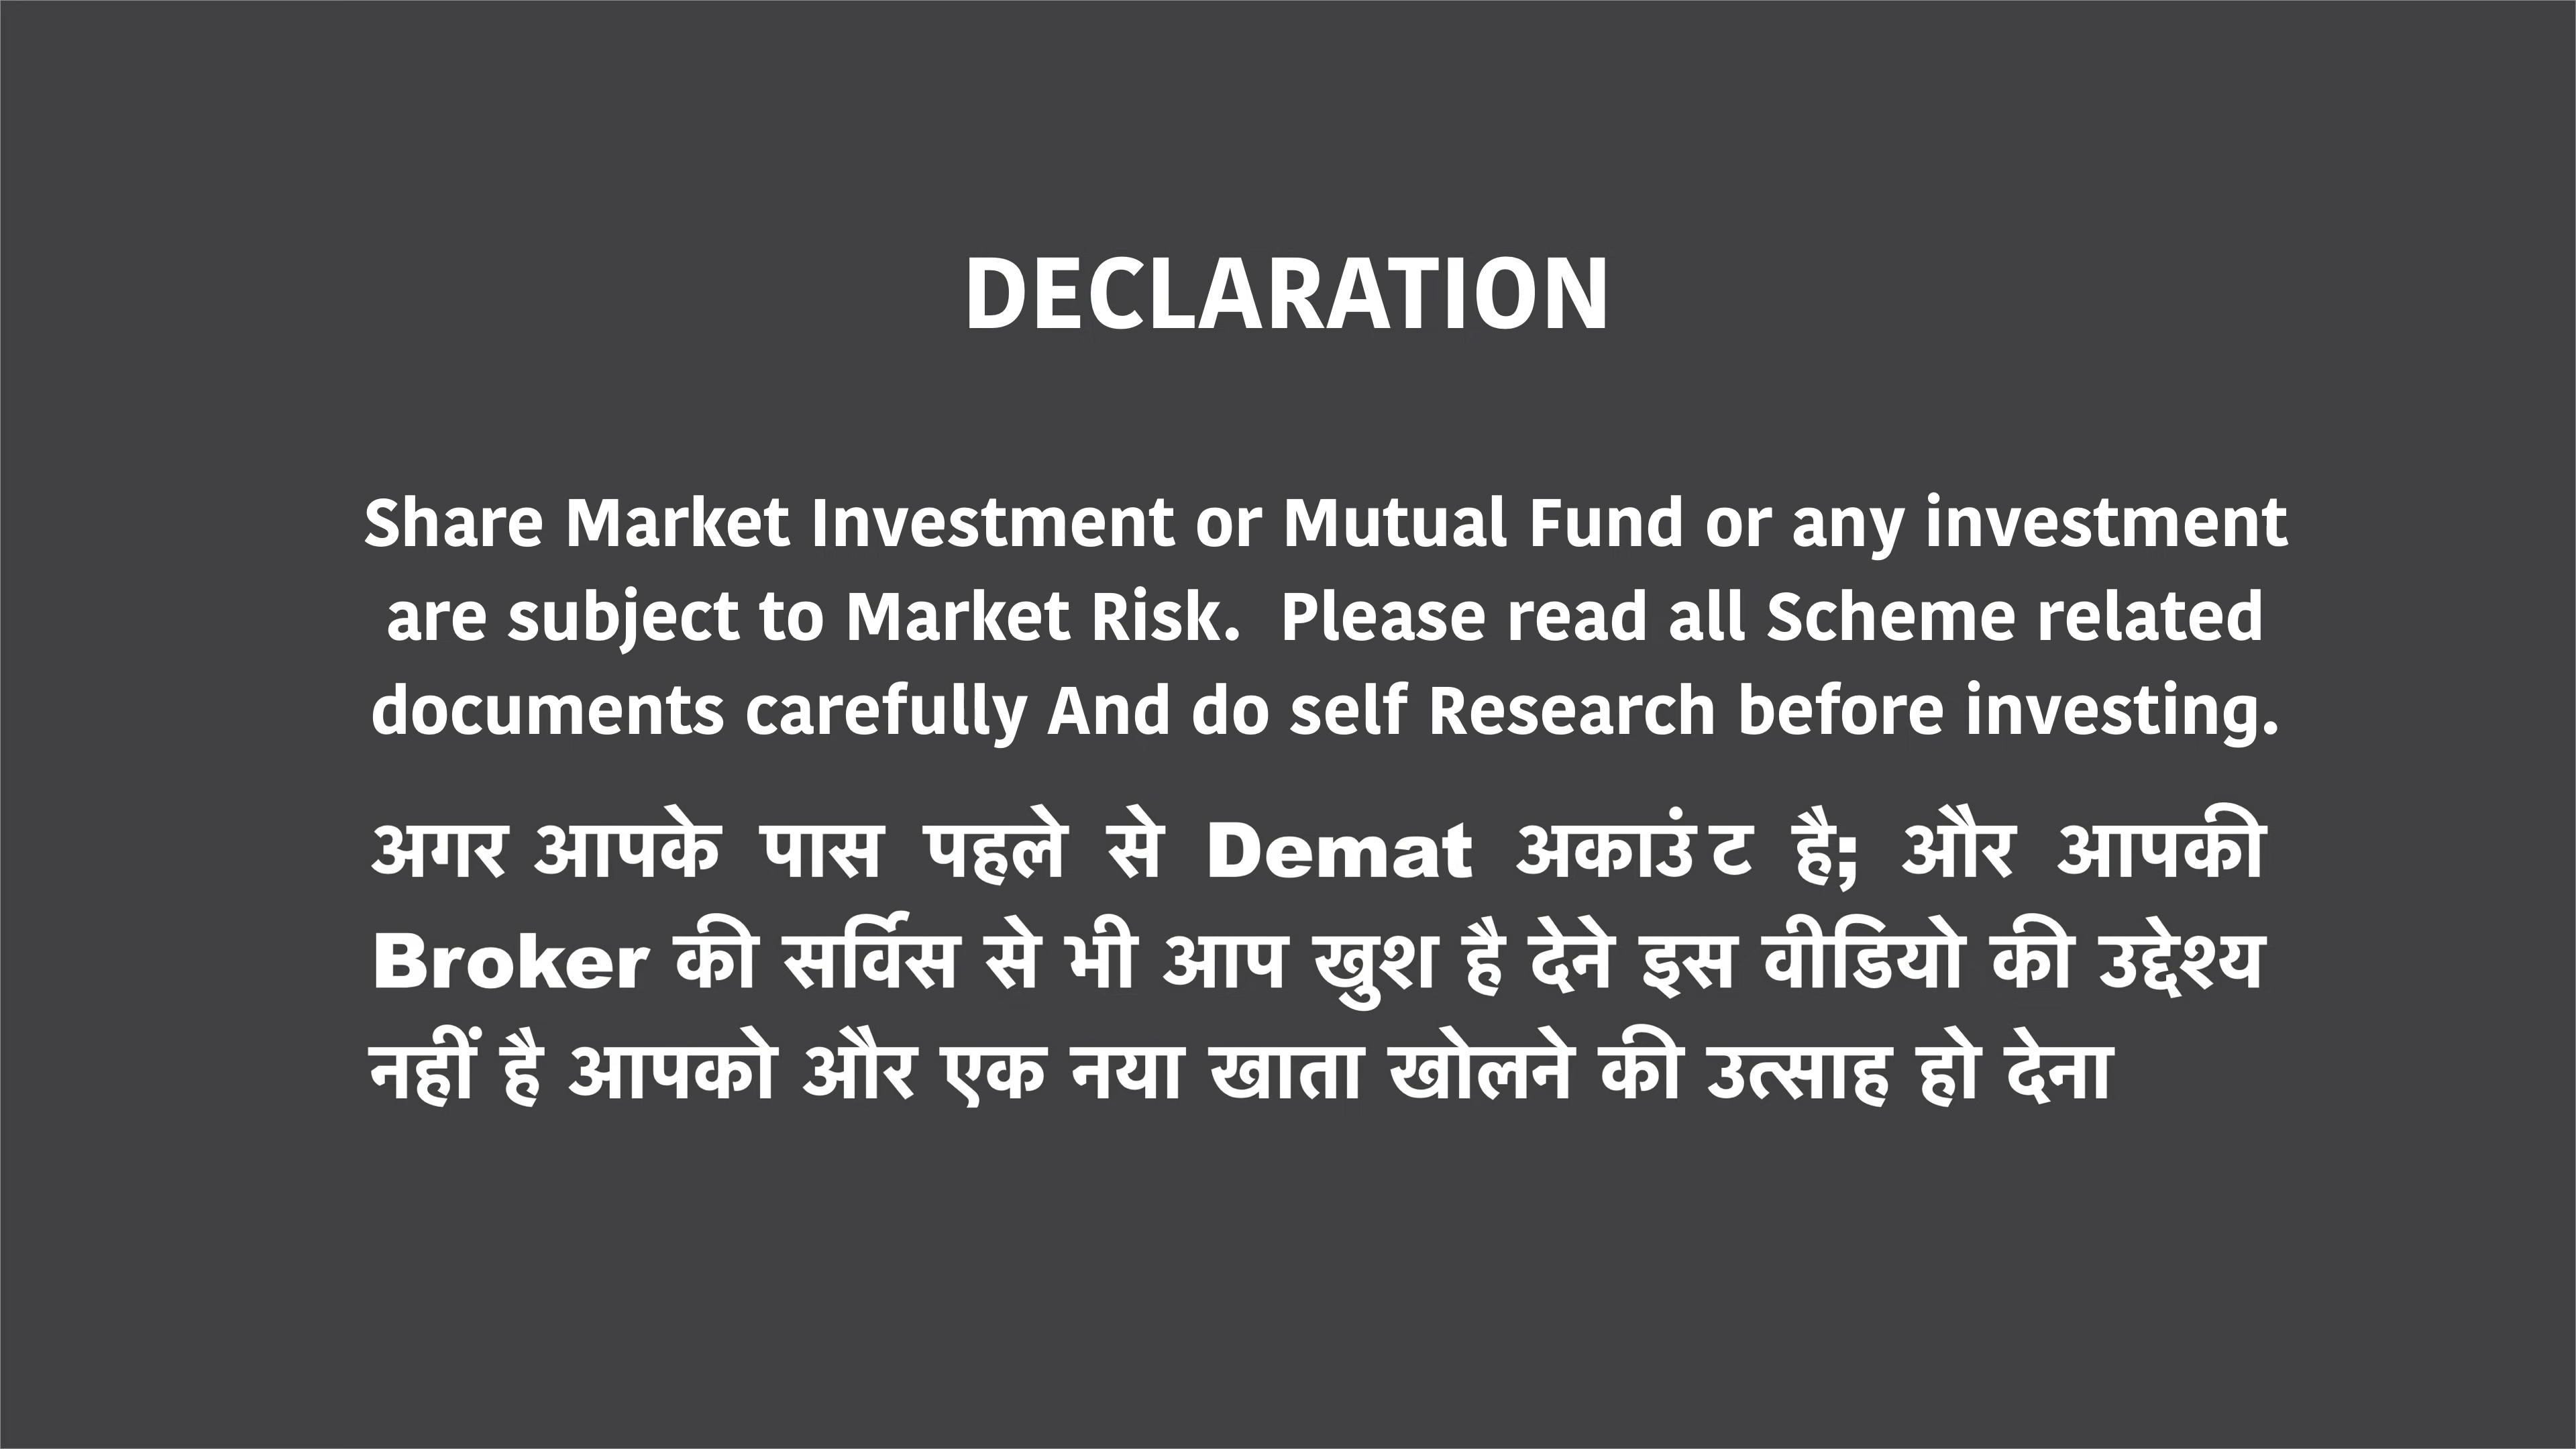 DECLARATION
Share Market Investment or Mutual Fund or any investment
are subject to Market Risk.  Please read all Scheme related
documents carefully And do self Research before investing.
अगर आपके पास पहले से Demat अकाउंट है; और आपकी
Broker की सर्विस से भी आप खुश है देने इस वीडियो की उद्देश्य
नहीं है आपको और एक नया खाता खोलने की उत्साह हो देना